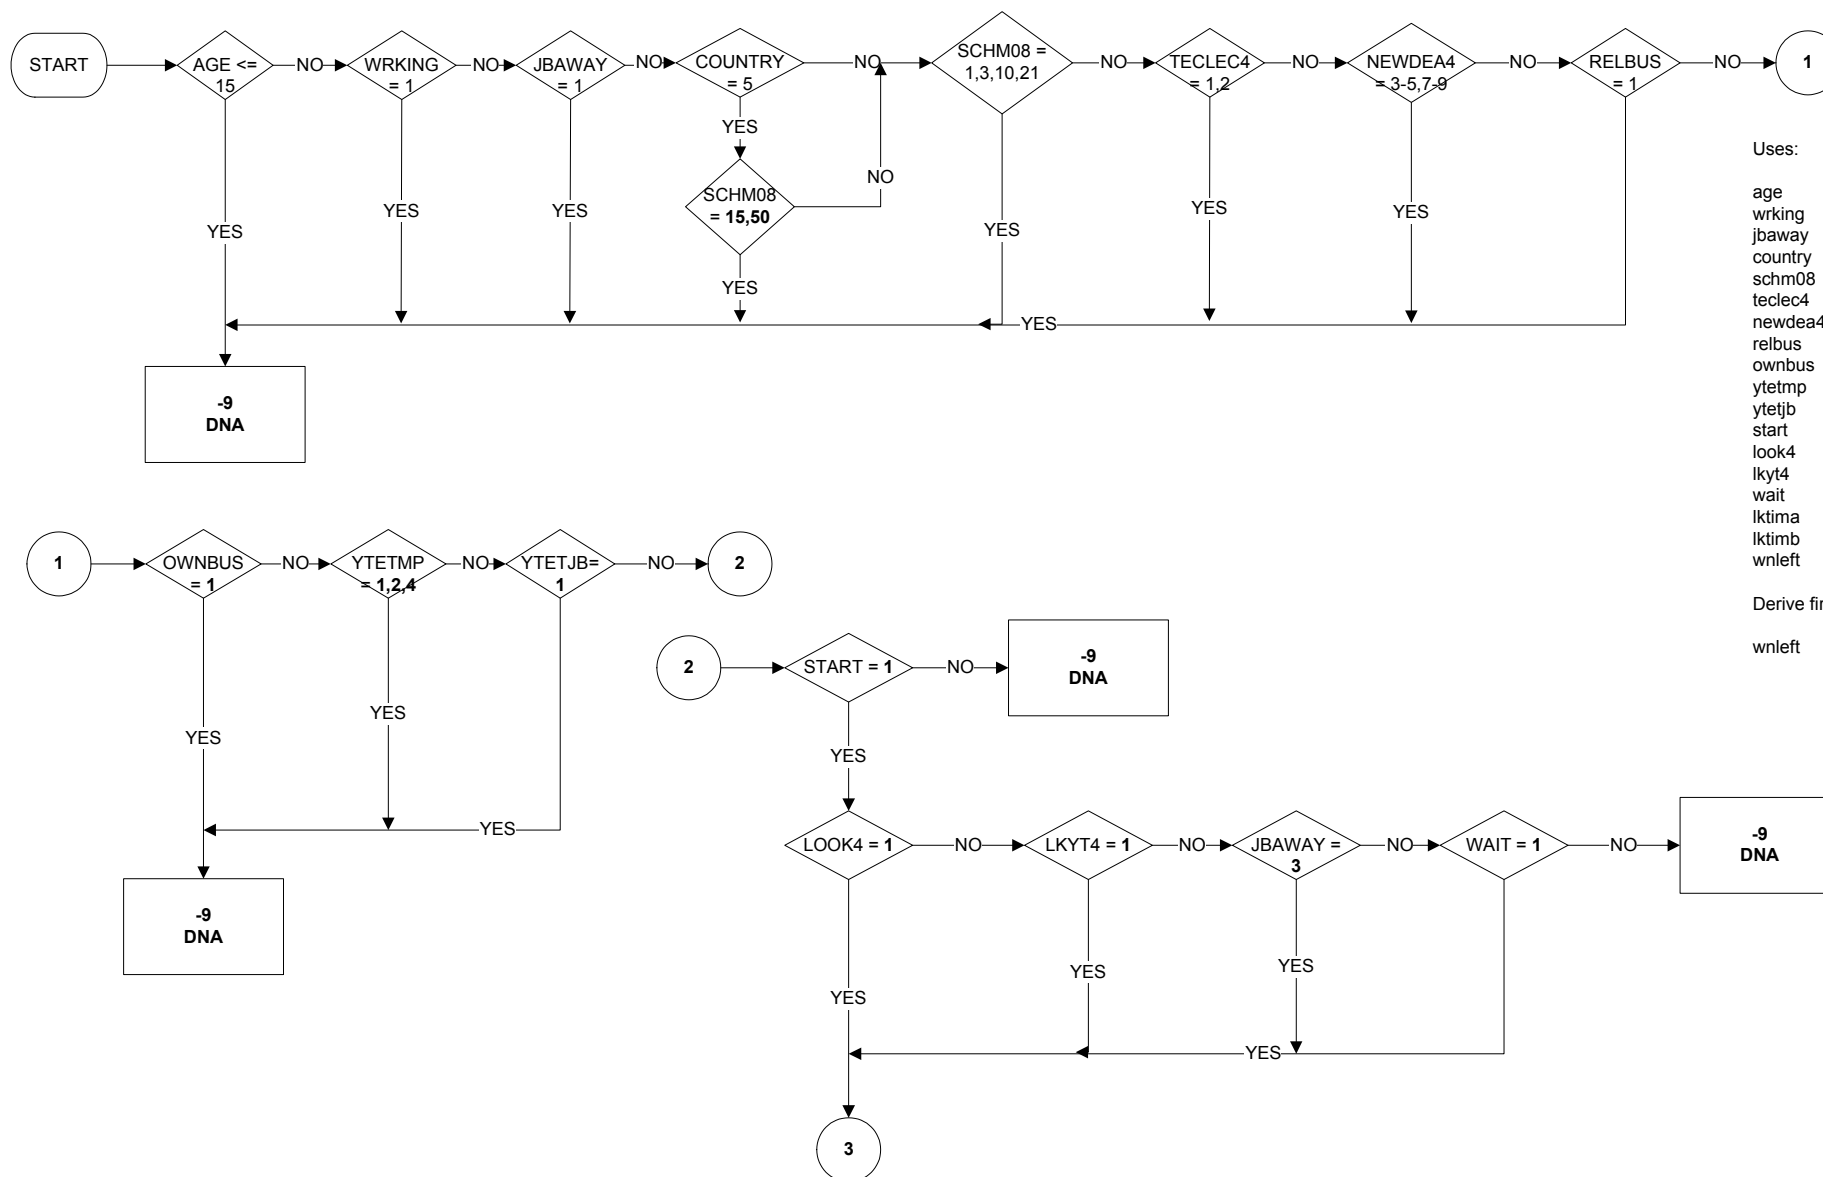 START
AGE <=
15
NO
WRKING
= 1
NO
JBAWAY
= 1
NO
COUNTRY
= 5
NO
SCHM08 =
1,3,10,21
NO
TECLEC4
= 1,2
NO
NEWDEA4
= 3-5,7-9
NO
RELBUS
= 1
NO
1
YES
SCHM08
= 15,50
NO
YES
YES
YES
YES
YES
YES
YES
YES
-9
DNA
Uses:
age
wrking
jbaway
country
schm08
teclec4
newdea4
relbus
ownbus
ytetmp
ytetjb
start
look4
lkyt4
wait
lktima
lktimb
wnleft
Derive
wnleft
1
OWNBUS
= 1
NO
YTETMP
= 1,2,4
NO
YTETJB=
1
NO
2
YES
YES
YES
-9
DNA
2
START = 1
NO
-9
DNA
YES
LOOK4 = 1
NO
LKYT4 = 1
NO
JBAWAY =
3
NO
WAIT = 1
NO
-9
DNA
YES
YES
YES
YES
3